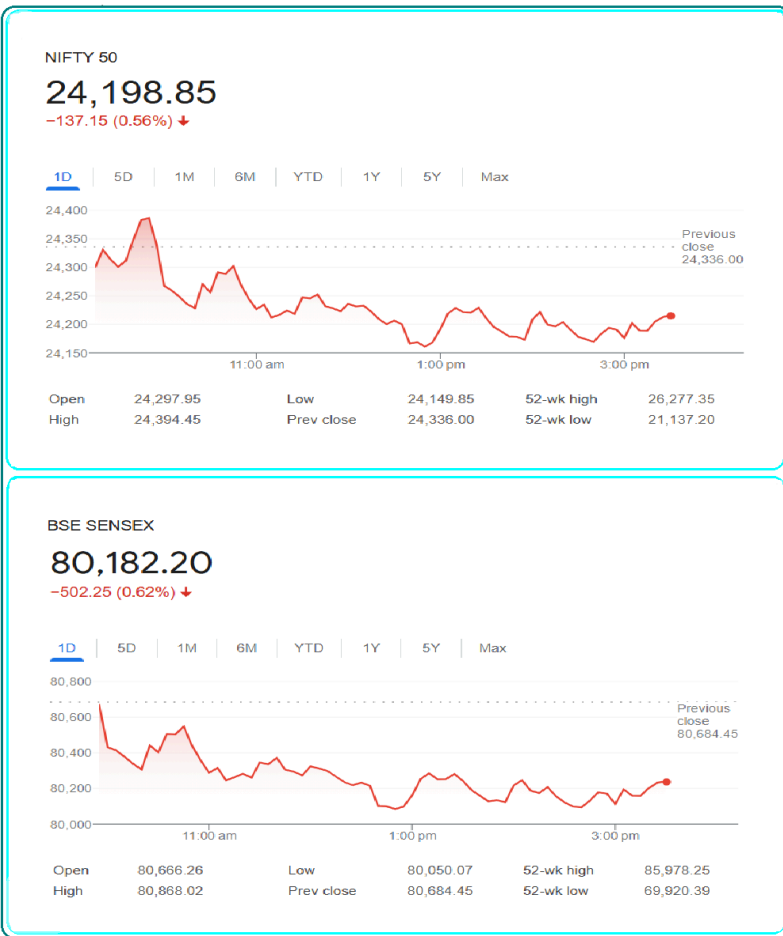 NIFTY 50
24,198.85
−137.15 (0.56%)
1D 5D 1M 6M YTD 1Y 5Y Max
24,400
24,350
24,300
24,250
24,200
24,150
Previous
close
24,336.00
11:00 am 1:00 pm 3:00 pm
Open 24,297.95 Low 24,149.85 52-wk high 26,277.35
High 24,394.45 Prev close 24,336.00 52-wk low 21,137.20
BSE SENSEX
80,182.20
−502.25 (0.62%)
1D 5D 1M 6M YTD 1Y 5Y Max
80,800
80,600
80,400
80,200
80,000
Previous
close
80,684.45
11:00 am 1:00 pm 3:00 pm
Open 80,666.26 Low 80,050.07 52-wk high 85,978.25
High 80,868.02 Prev close 80,684.45 52-wk low 69,920.39